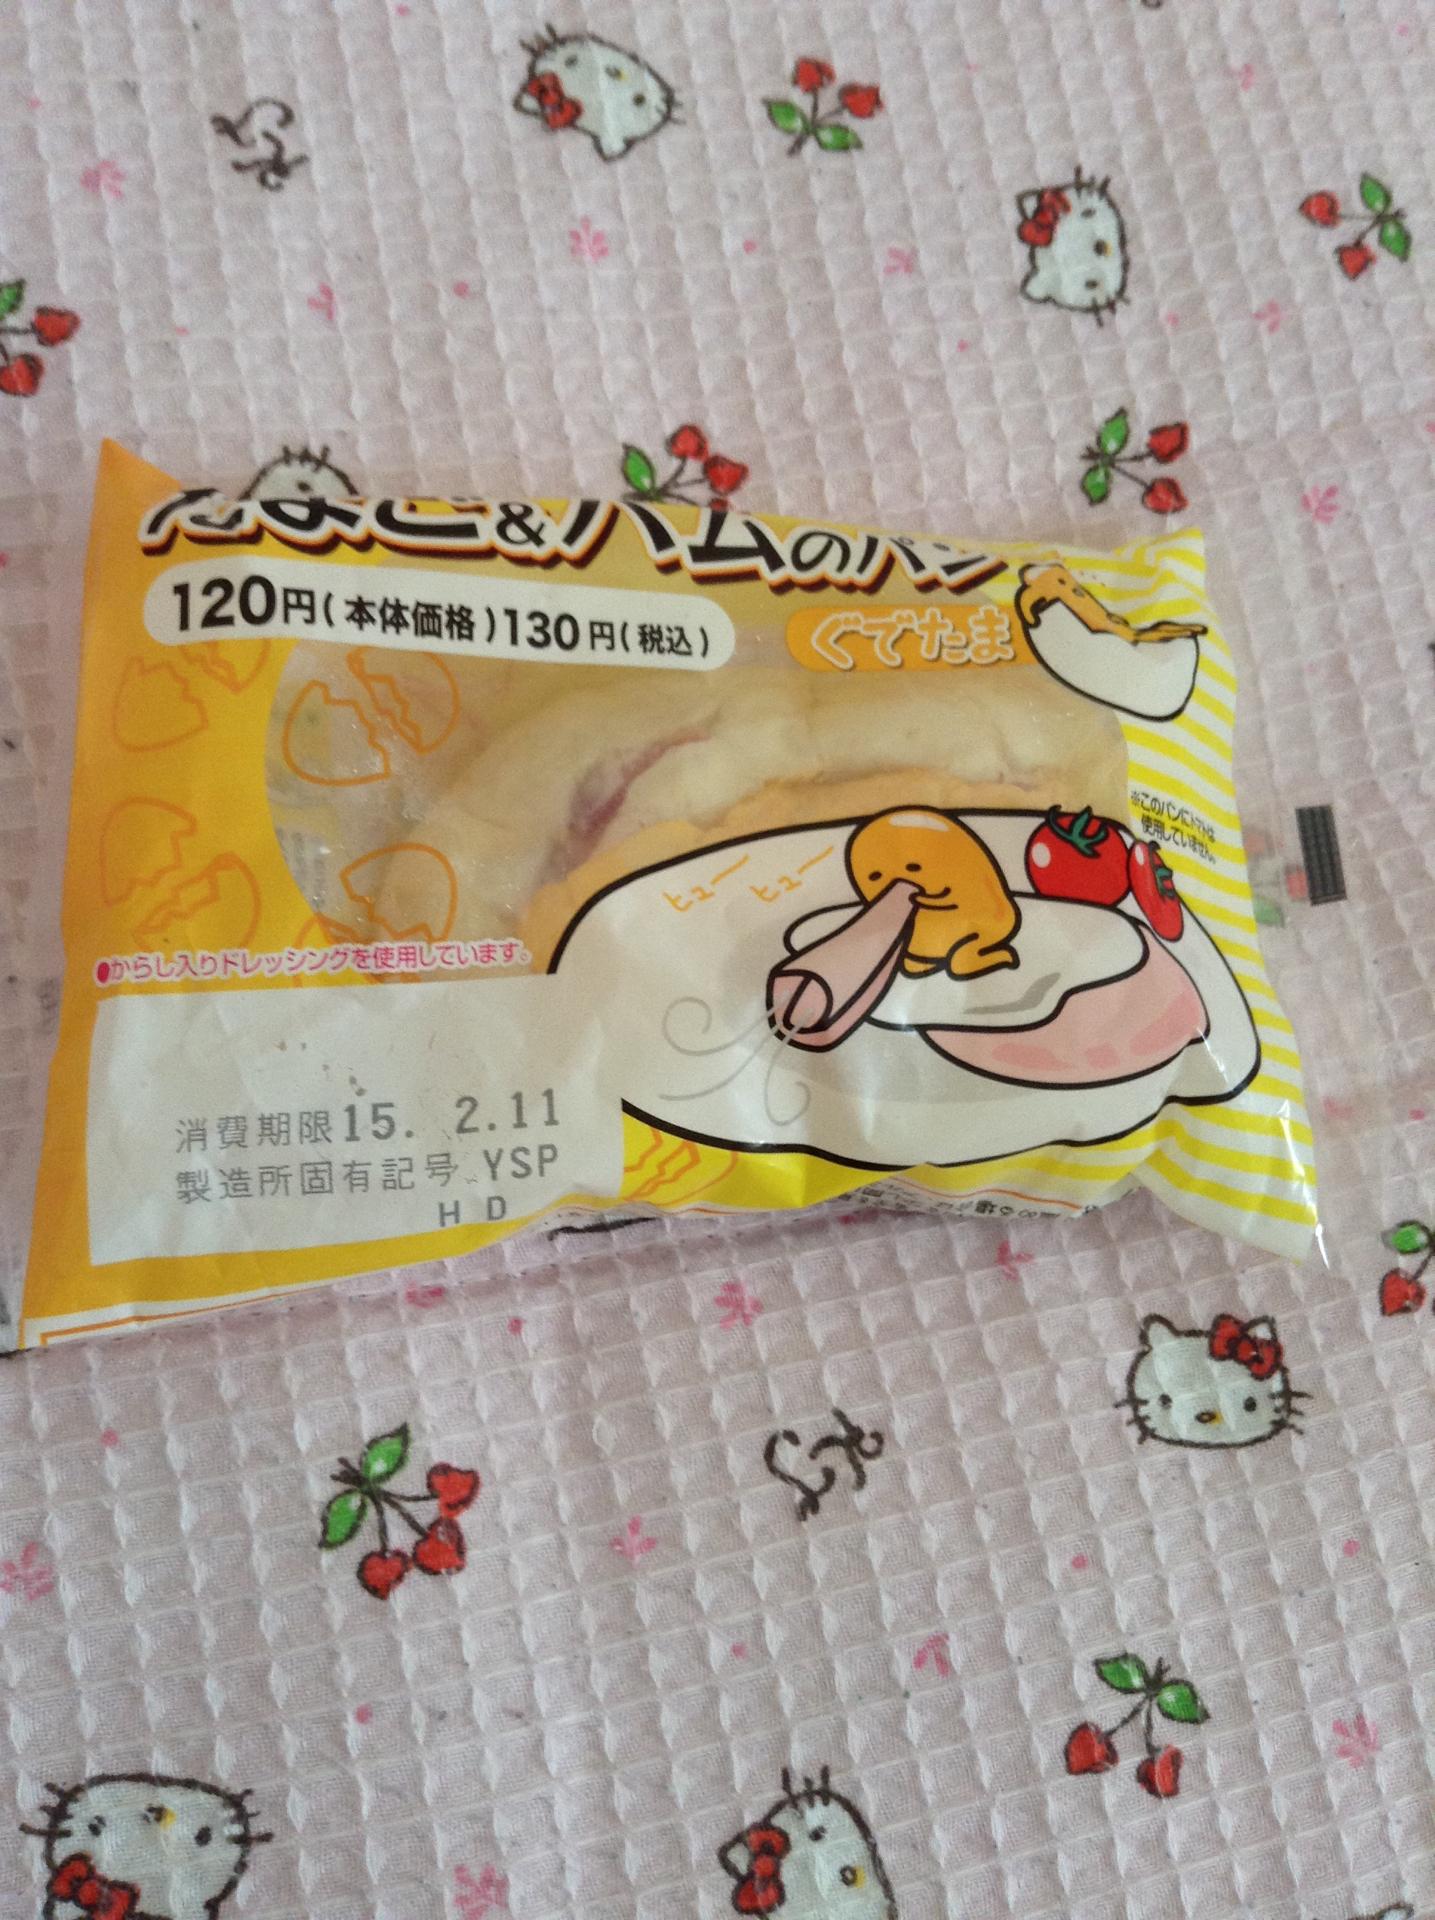 たまご&ハムのパン
120円(本体価格)130円(税込)
ぐでたま
※このパンにトマトは
使用していません。
ヒュー ヒュー
●からし入りドレッシングを使用しています。
消費期限15. 2.11
製造所固有記号 YSP
H D